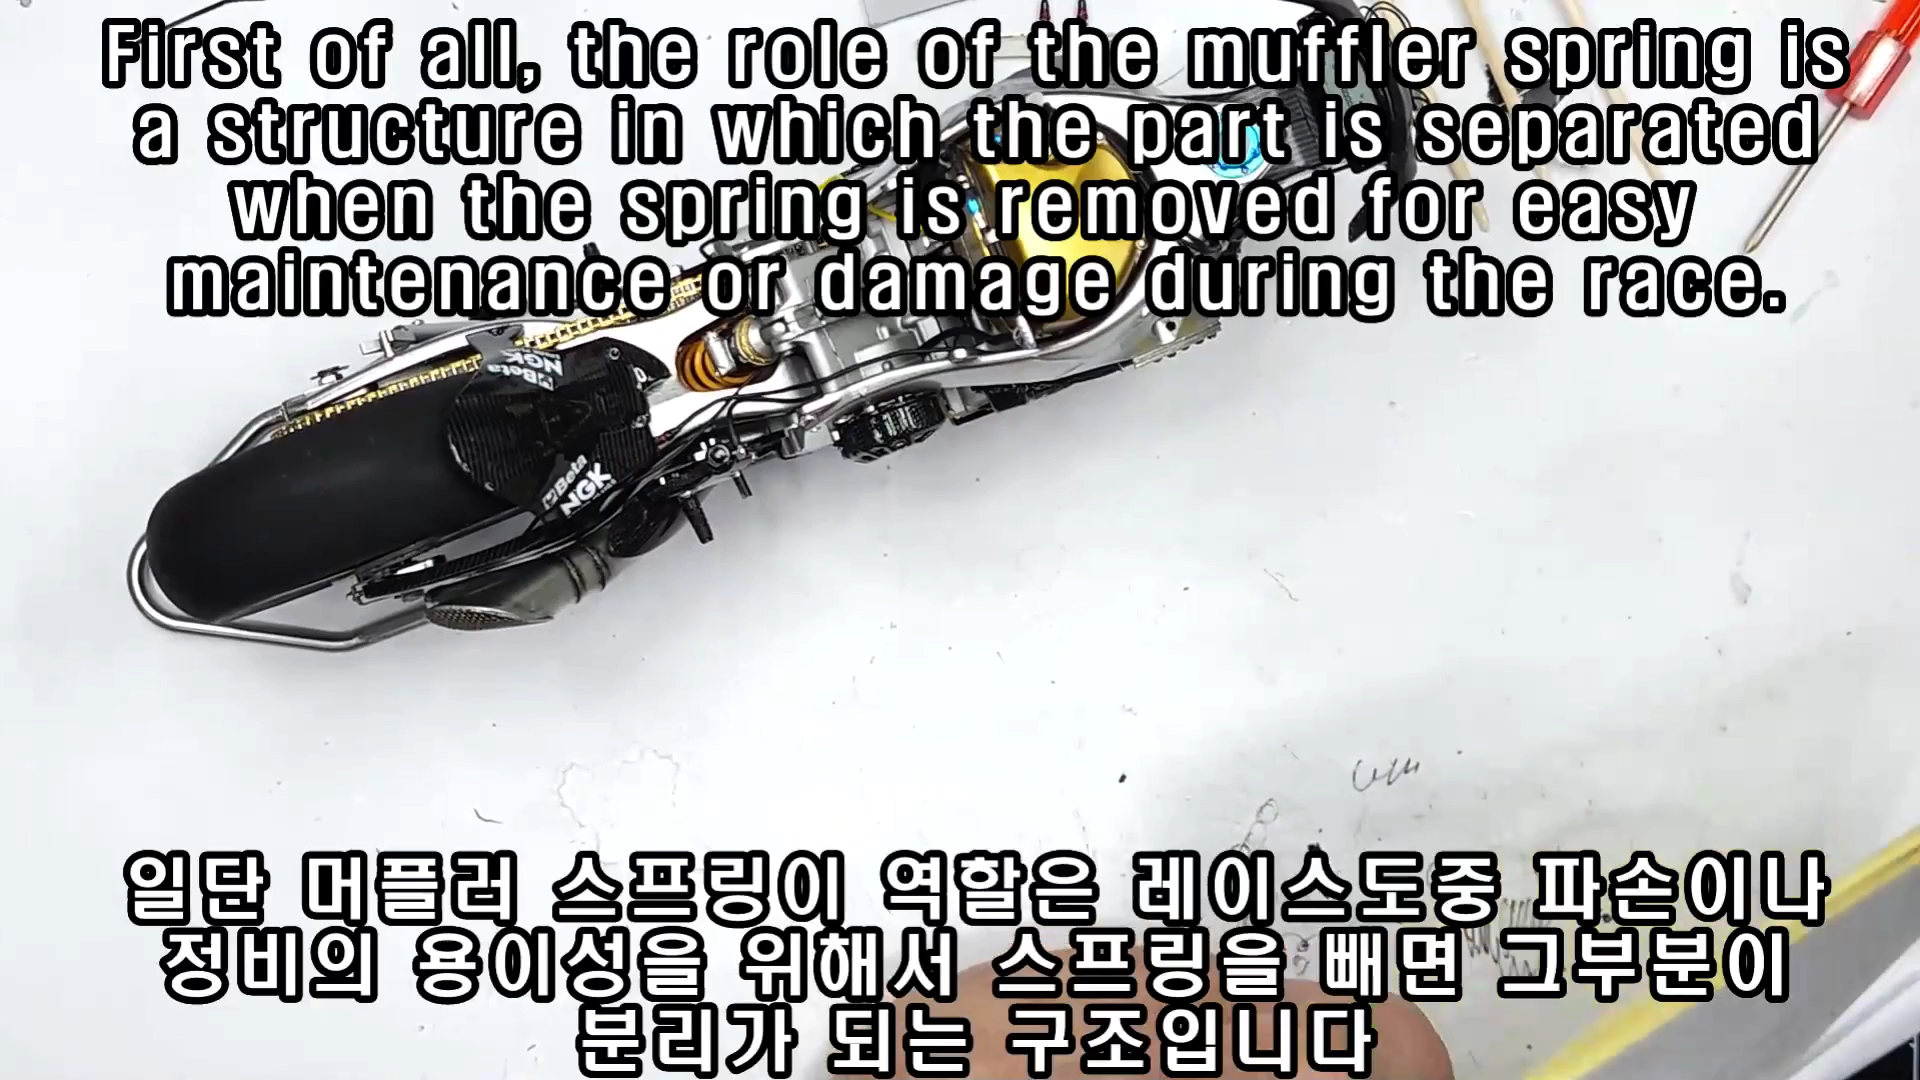 First of all, the role of the muffler spring is
a structure in which the part is separated
when the spring is removed for easy
maintenance or damage during the race.
NGK
Beta
Beta
NGK
일단 머플러 스프링이 역할은 레이스도중 파손이나
정비의 용이성을 위해서 스프링을 빼면 그부분이
분리가 되는 구조입니다